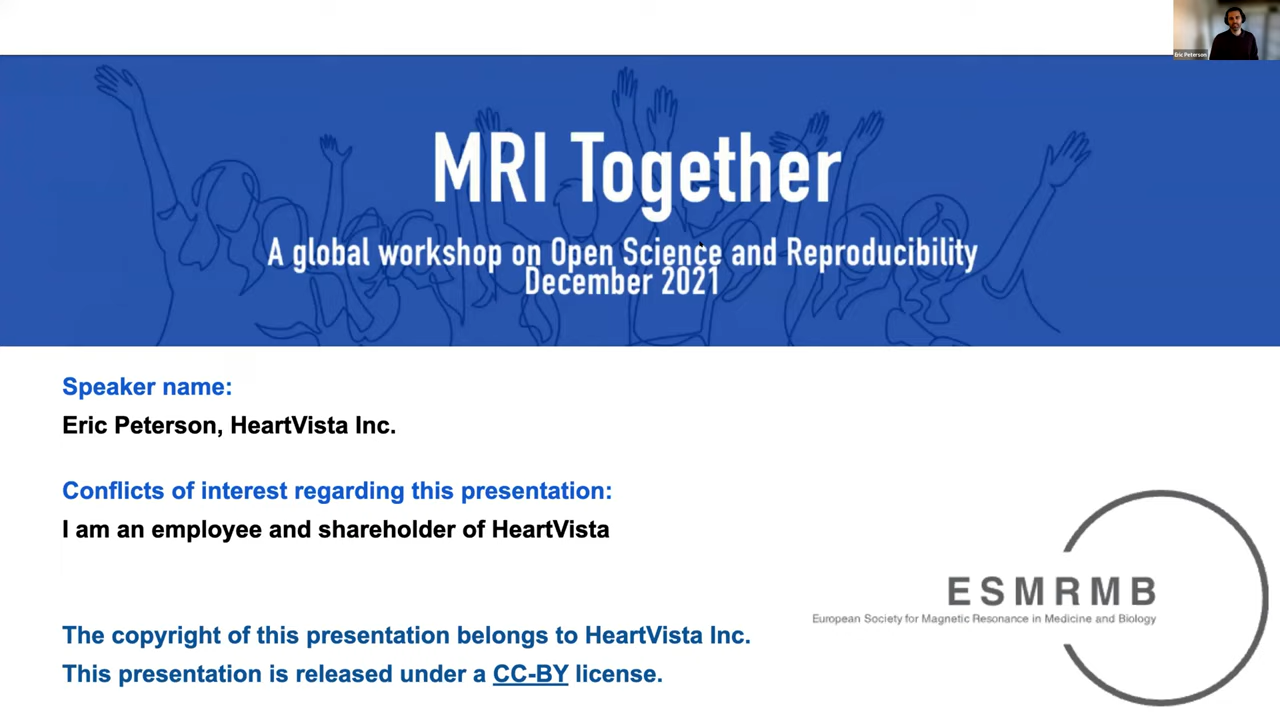 Eric Peterson
MRI Together
A global workshop on Open Science and Reproducibility
December 2021
Speaker name:
Eric Peterson, HeartVista Inc.
Conflicts of interest regarding this presentation:
I am an employee and shareholder of HeartVista
ESMRMB
European Society for Magnetic Resonance in Medicine and Biology
The copyright of this presentation belongs to HeartVista Inc.
This presentation is released under a CC-BY license.